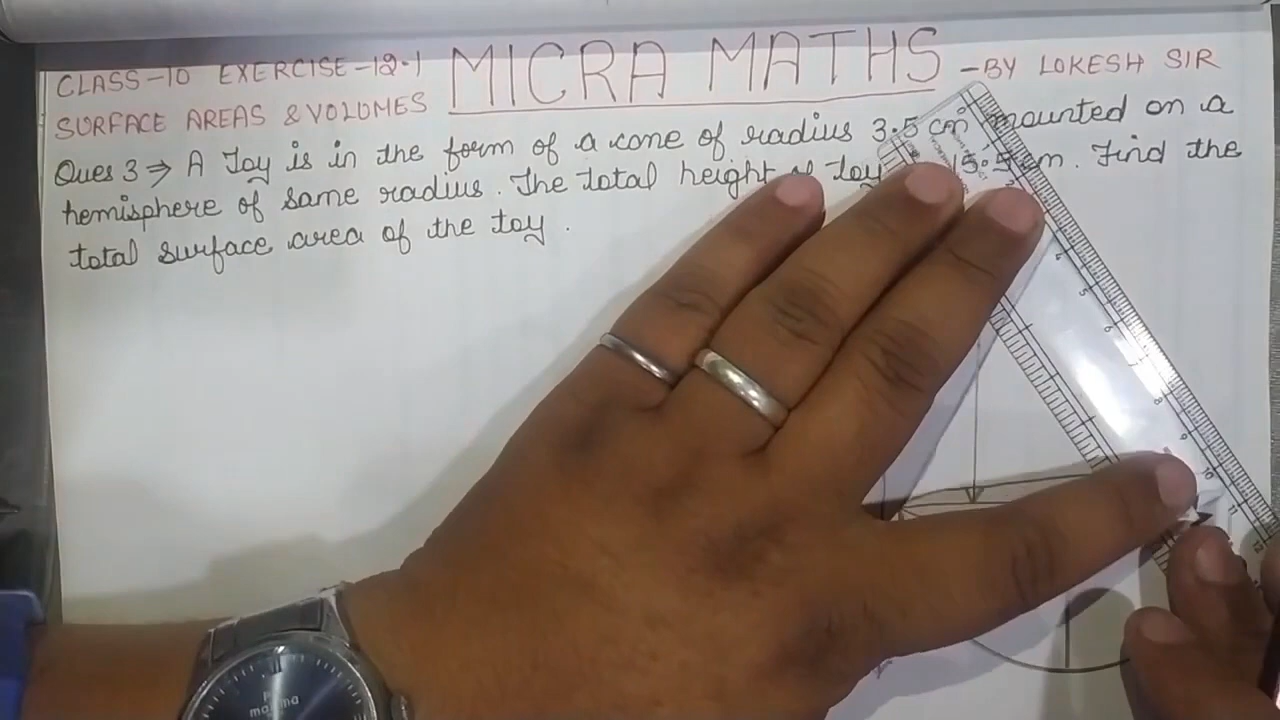 CLASS-10 EXERCISE-12.1 MICRA MATHS -BY LOKESH SIR
SURFACE AREAS & VOLUMES
Ques 3 ⇒ A Toy is in the form of a cone of radius 3.5 cm mounted on a
hemisphere of same radius. The total height of toy 15.5 cm. Find the
total surface area of the toy.